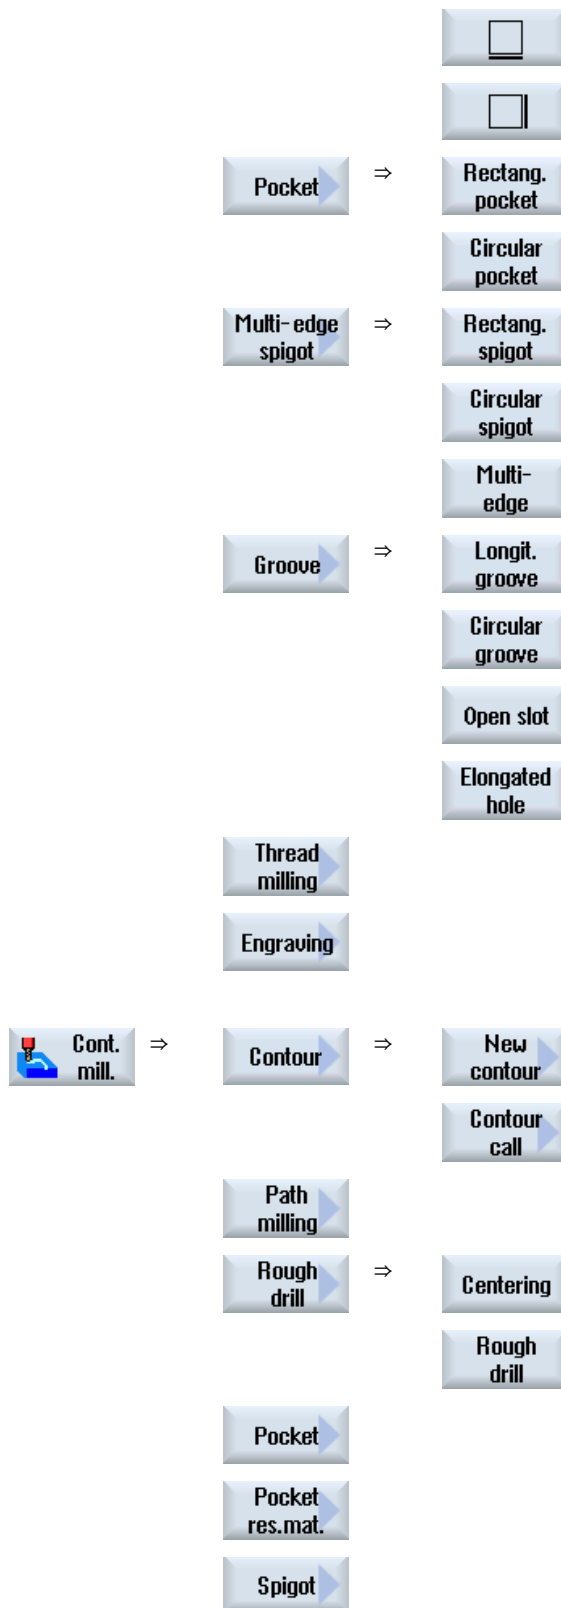 Pocket ⇒ Rectang.
pocket
Circular
pocket
Multi-edge
spigot ⇒ Rectang.
spigot
Circular
spigot
Multi-
edge
Groove ⇒ Longit.
groove
Circular
groove
Open slot
Elongated
hole
Thread
milling
Engraving
Cont.
mill. ⇒ Contour ⇒ New
contour
Contour
call
Path
milling
Rough
drill ⇒ Centering
Rough
drill
Pocket
Pocket
res.mat.
Spigot